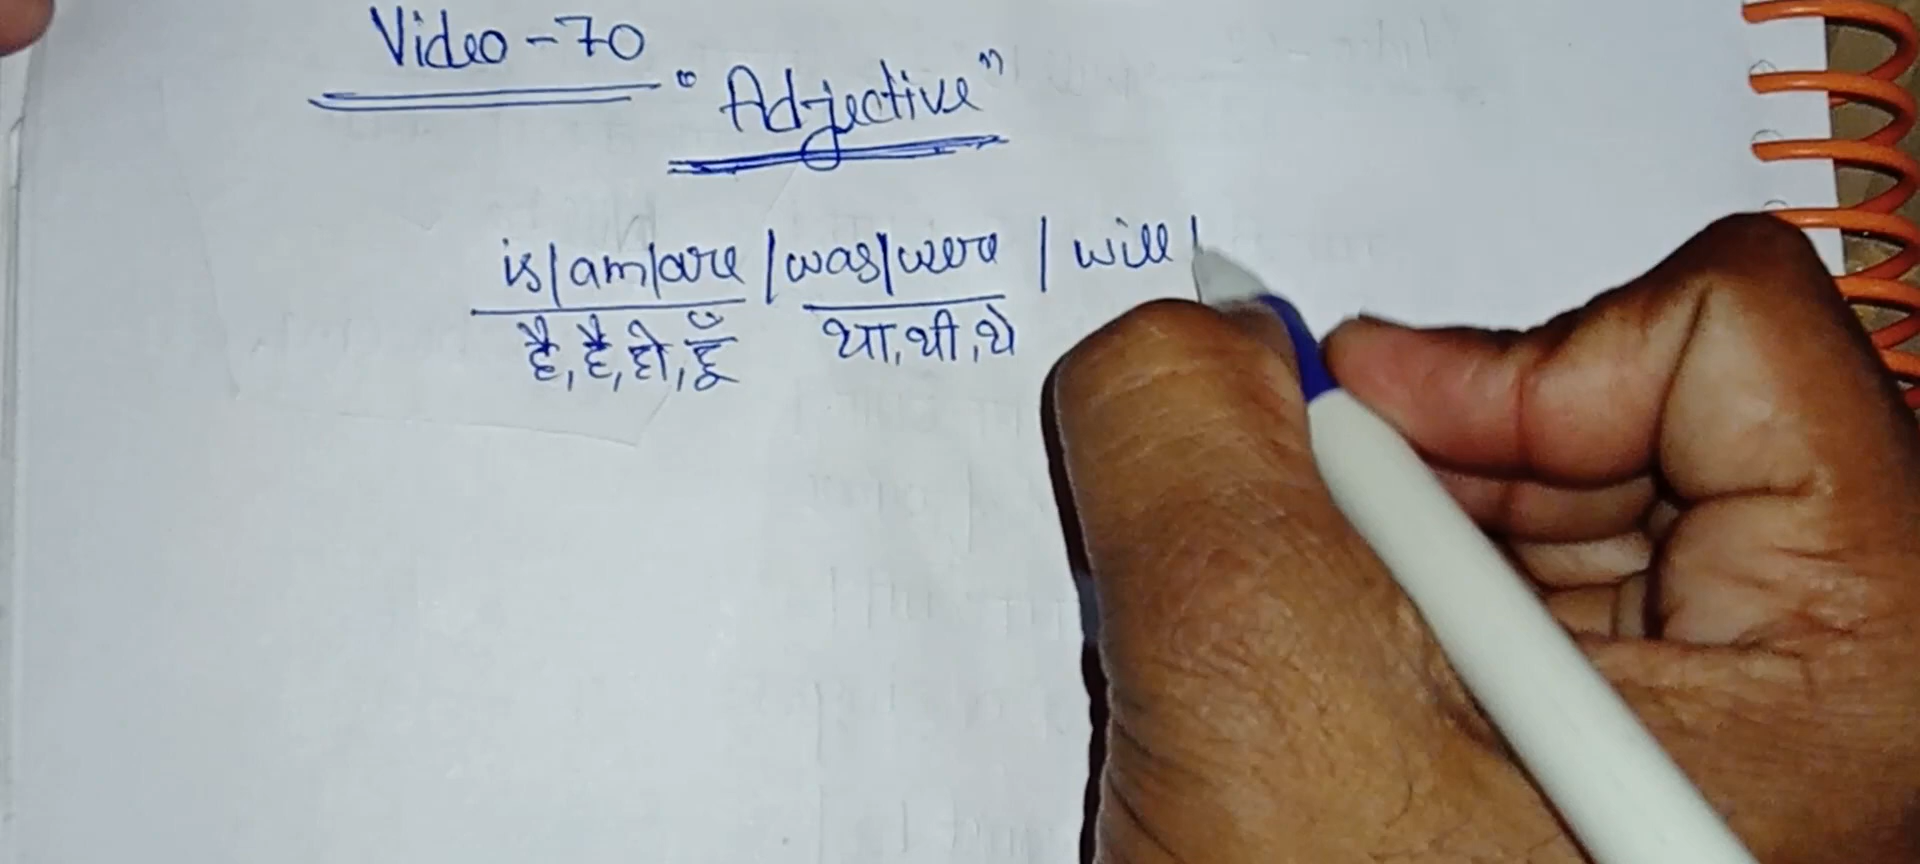 Video-70
"Adjective"
is/am/are/was/were/will/
है, है, हो, हूँ था, थी, थे